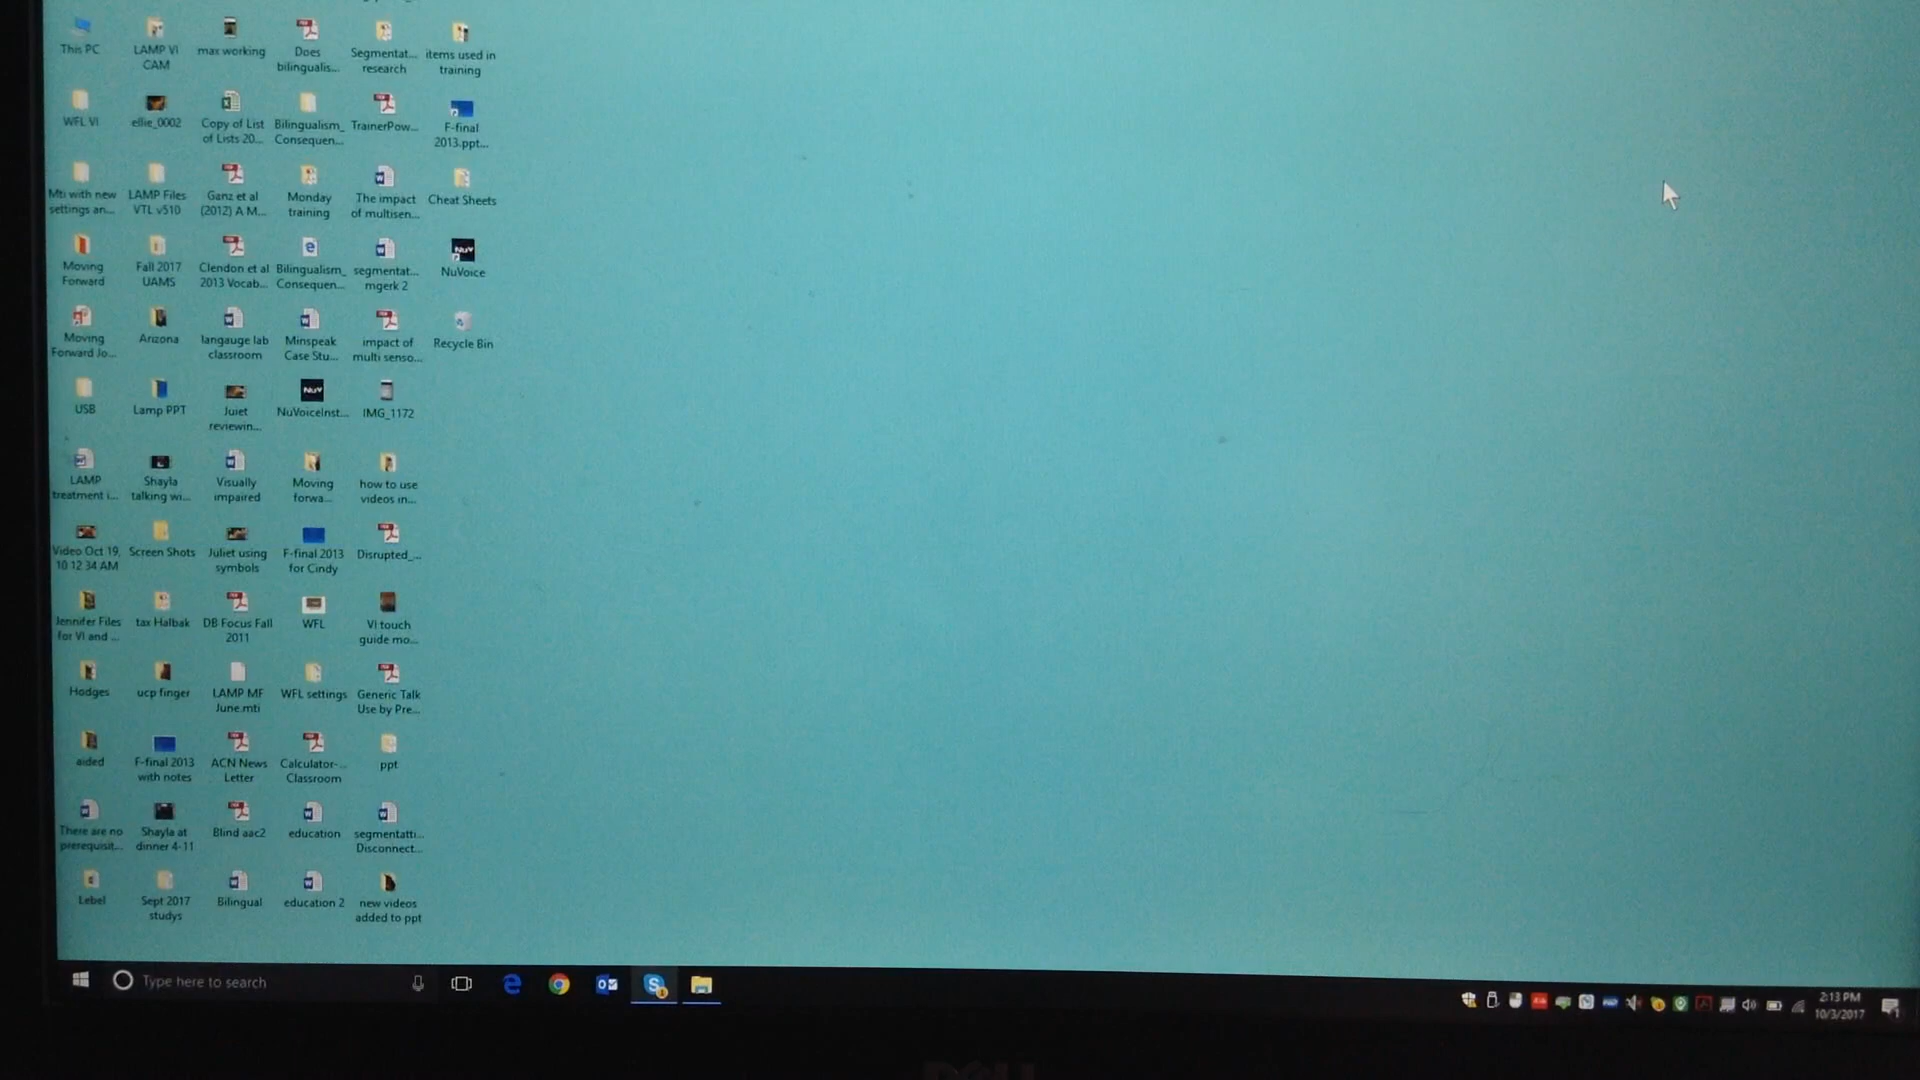 This PC
LAMP VI
CAM
max working
Does
bilingualis...
Segmentat...
research
items used in
training
WFL VI
ellie_0002
Copy of List
of Lists 20...
Bilingualism_
Consequen...
TrainerPow...
F-final
2013.ppt...
Mti with new
settings an...
LAMP Files
VTL v510
Ganz et al
(2012) A M...
Monday
training
The impact
of multisen...
Cheat Sheets
Moving
Forward
Fall 2017
UAMS
Clendon et al
2013 Vocab...
Bilingualism_
Consequen...
segmentat...
mgerk 2
NuV
NuVoice
Moving
Forward Jo...
Arizona
langauge lab
classroom
Minspeak
Case Stu...
impact of
multi senso...
Recycle Bin
USB
Lamp PPT
Juiet
reviewin...
NuV
NuVoiceInst...
IMG_1172
LAMP
treatment i...
Shayla
talking wi...
Visually
impaired
Moving
forwa...
how to use
videos in...
Video Oct 19,
10 12 34 AM
Screen Shots
Juliet using
symbols
F-final 2013
for Cindy
Disrupted_...
Jennifer Files
for VI and ...
tax Halbak
DB Focus Fall
2011
WFL
VI touch
guide mo...
Hodges
ucp finger
LAMP MF
June.mti
WFL settings
Generic Talk
Use by Pre...
aided
F-final 2013
with notes
ACN News
Letter
Calculator-...
Classroom
ppt
There are no
prerequisit...
Shayla at
dinner 4-11
Blind aac2
education
segmentatti...
Disconnect...
Lebel
Sept 2017
studys
Bilingual
education 2
new videos
added to ppt
Type here to search
2:13 PM
10/3/2017